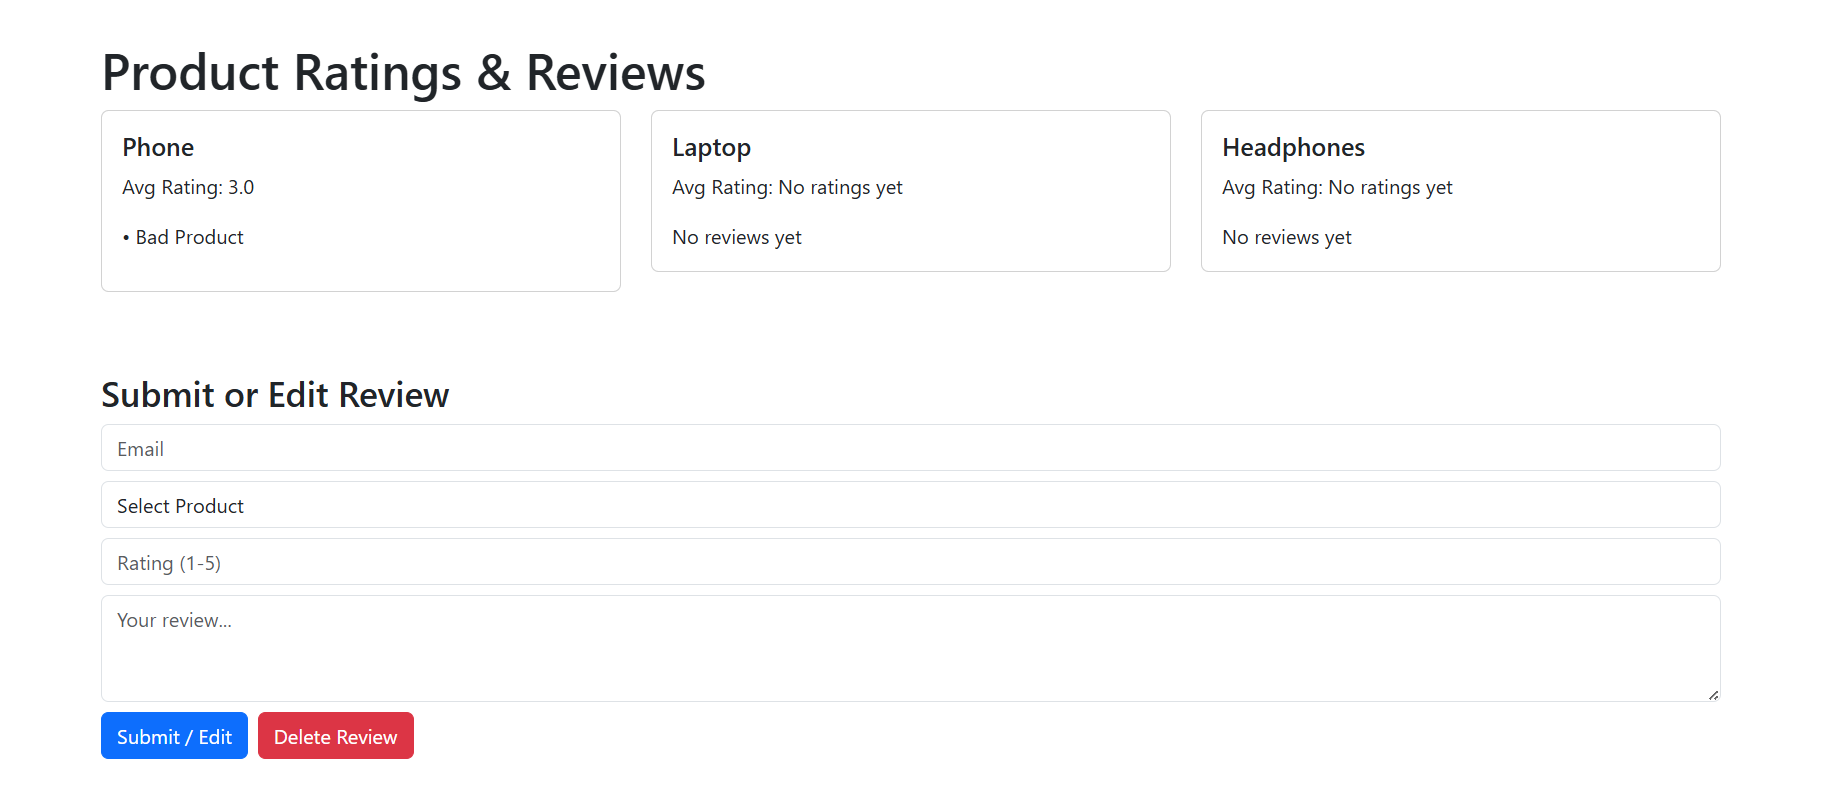 Product Ratings & Reviews
Phone
Avg Rating: 3.0
• Bad Product
Laptop
Avg Rating: No ratings yet
No reviews yet
Headphones
Avg Rating: No ratings yet
No reviews yet
Submit or Edit Review
Email
Select Product
Rating (1-5)
Your review...
Submit / Edit
Delete Review